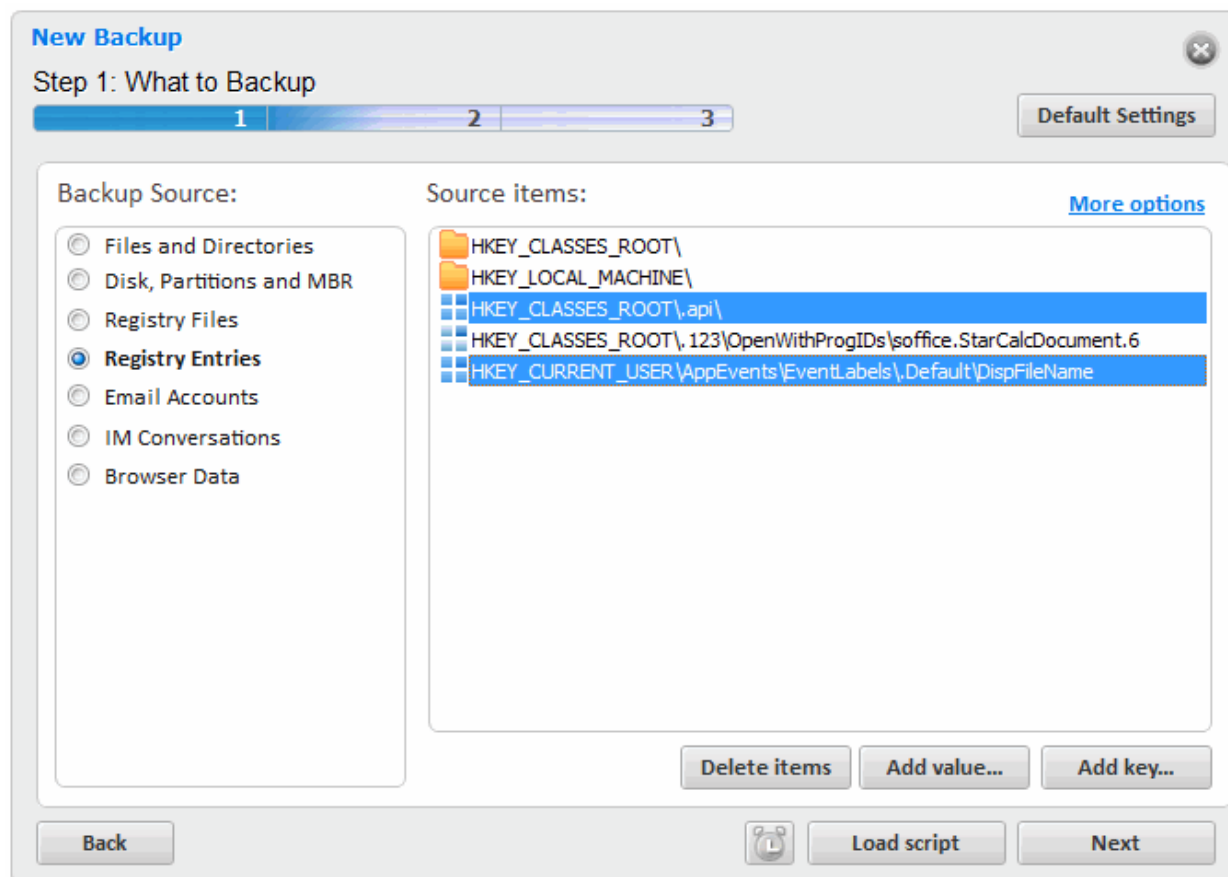 New Backup
Step 1: What to Backup
1 2 3
Default Settings
Backup Source:
Files and Directories
Disk, Partitions and MBR
Registry Files
Registry Entries
Email Accounts
IM Conversations
Browser Data
Source items:
More options
HKEY_CLASSES_ROOT\
HKEY_LOCAL_MACHINE\
HKEY_CLASSES_ROOT\.api\
HKEY_CLASSES_ROOT\.123\OpenWithProgIDs\soffice.StarCalcDocument.6
HKEY_CURRENT_USER\AppEvents\EventLabels\.Default\DispFileName
Delete items
Add value...
Add key...
Back
Load script
Next